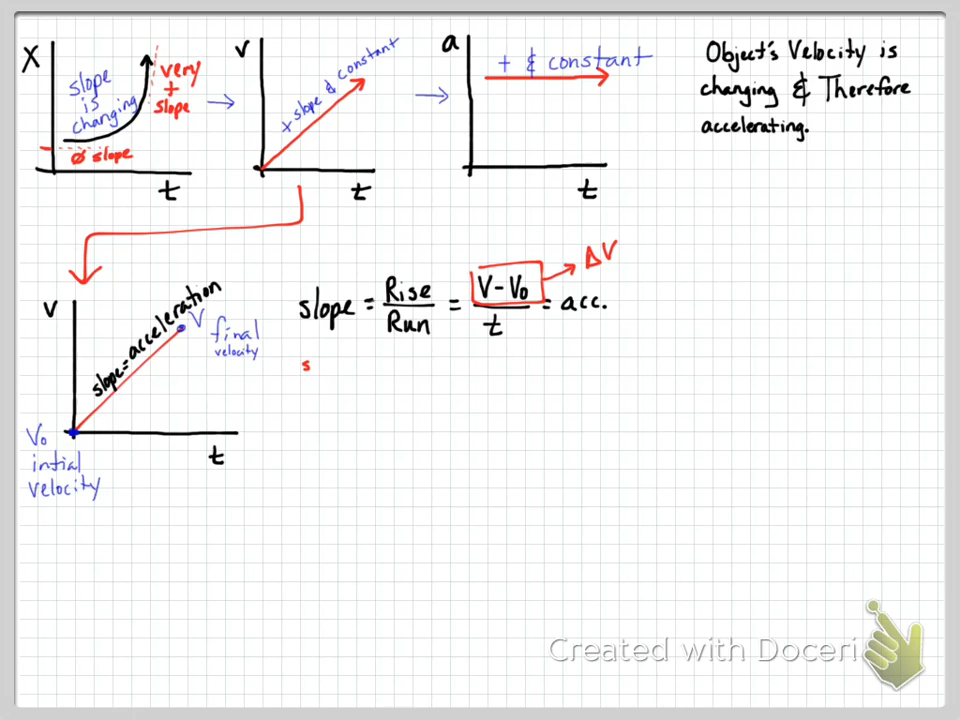 X
slope
is
changing
very
+
slope
ø slope
t
→
v
x slope & constant
t
→
a
+ & constant
t
Object's Velocity is
changing & Therefore
accelerating.
v
slope=acceleration
V
final
velocity
V₀
intial
velocity
t
slope = Rise/Run = V-V₀/t = acc.
ΔV
s
Created with Doceri